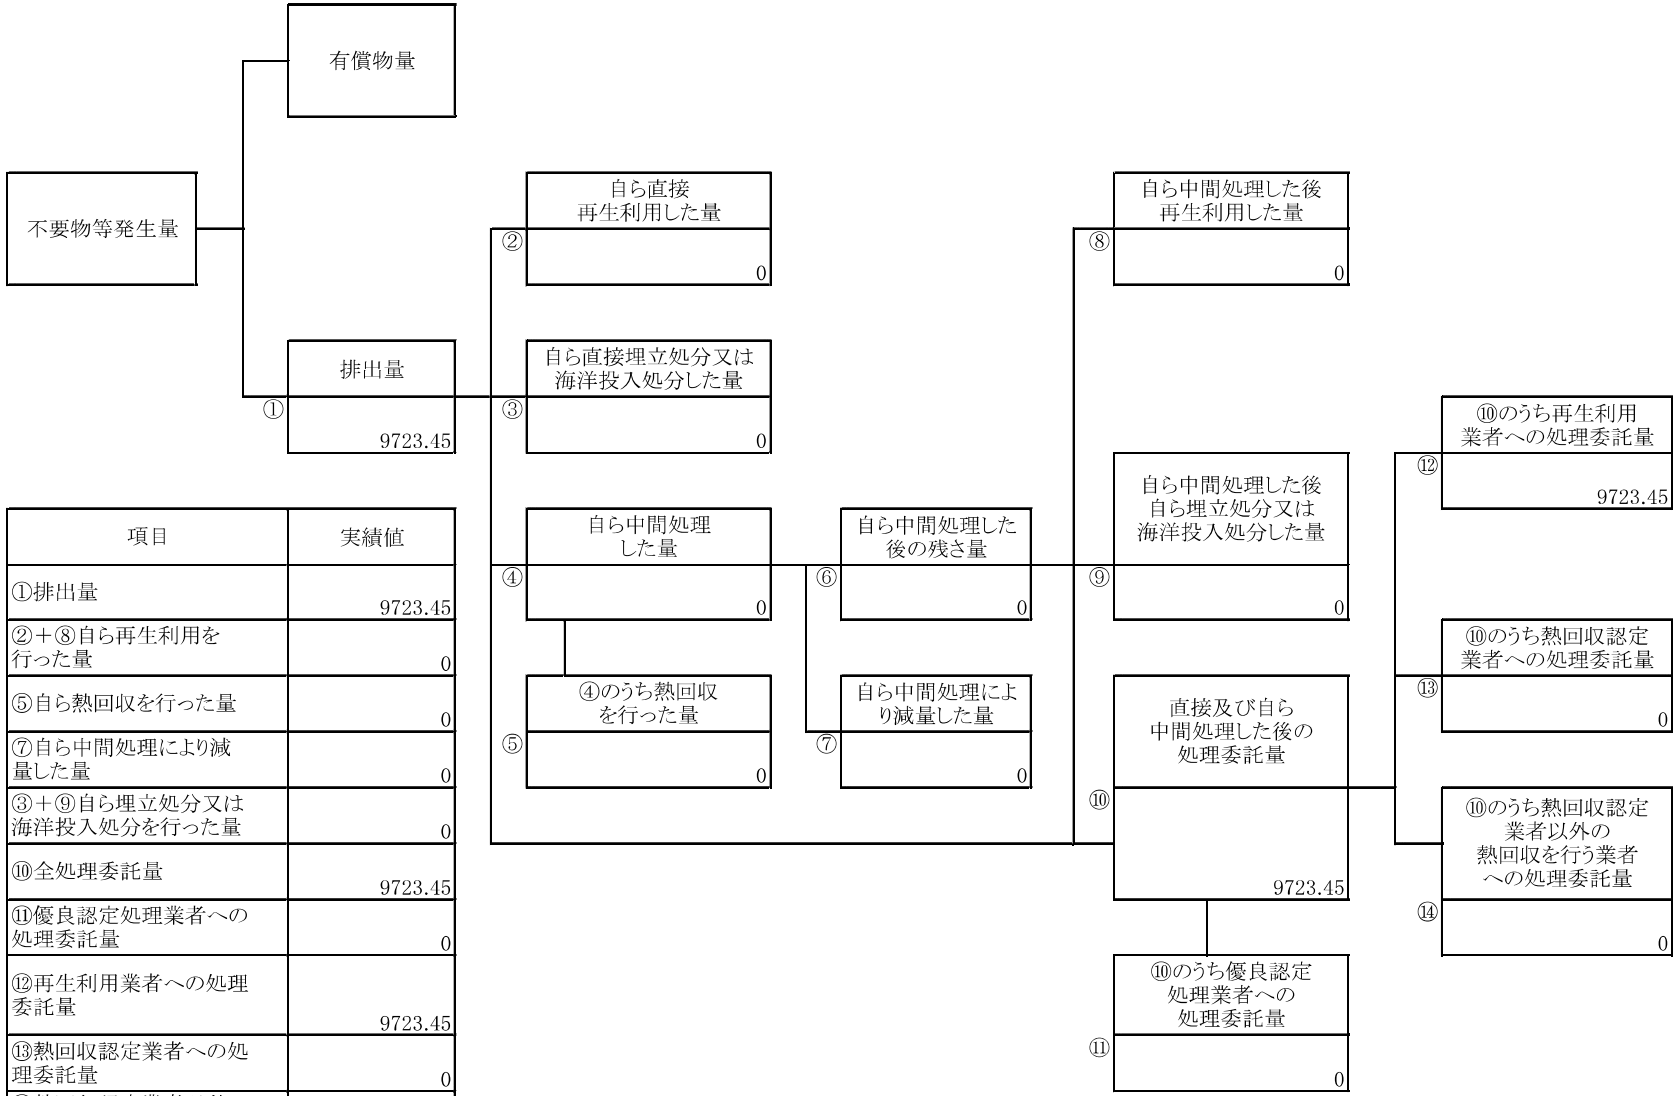 有償物量
不要物等発生量
自ら直接
再生利用した量
②
0
自ら中間処理した後
再生利用した量
⑧
0
排出量
①
9723.45
自ら直接埋立処分又は
海洋投入処分した量
③
0
⑩のうち再生利用
業者への処理委託量
⑫
9723.45
自ら中間処理
した量
④
0
自ら中間処理した
後の残さ量
⑥
0
自ら中間処理した後
自ら埋立処分又は
海洋投入処分した量
⑨
0
⑩のうち熱回収認定
業者への処理委託量
⑬
0
④のうち熱回収
を行った量
⑤
0
自ら中間処理によ
り減量した量
⑦
0
直接及び自ら
中間処理した後の
処理委託量
⑩
9723.45
⑩のうち熱回収認定
業者以外の
熱回収を行う業者
への処理委託量
⑭
0
⑩のうち優良認定
処理業者への
処理委託量
⑪
0
項目 実績値
①排出量
9723.45
②＋⑧自ら再生利用を
行った量
0
⑤自ら熱回収を行った量
0
⑦自ら中間処理により減
量した量
0
③＋⑨自ら埋立処分又は
海洋投入処分を行った量
0
⑩全処理委託量
9723.45
⑪優良認定処理業者への
処理委託量
0
⑫再生利用業者への処理
委託量
9723.45
⑬熱回収認定業者への処
理委託量
0